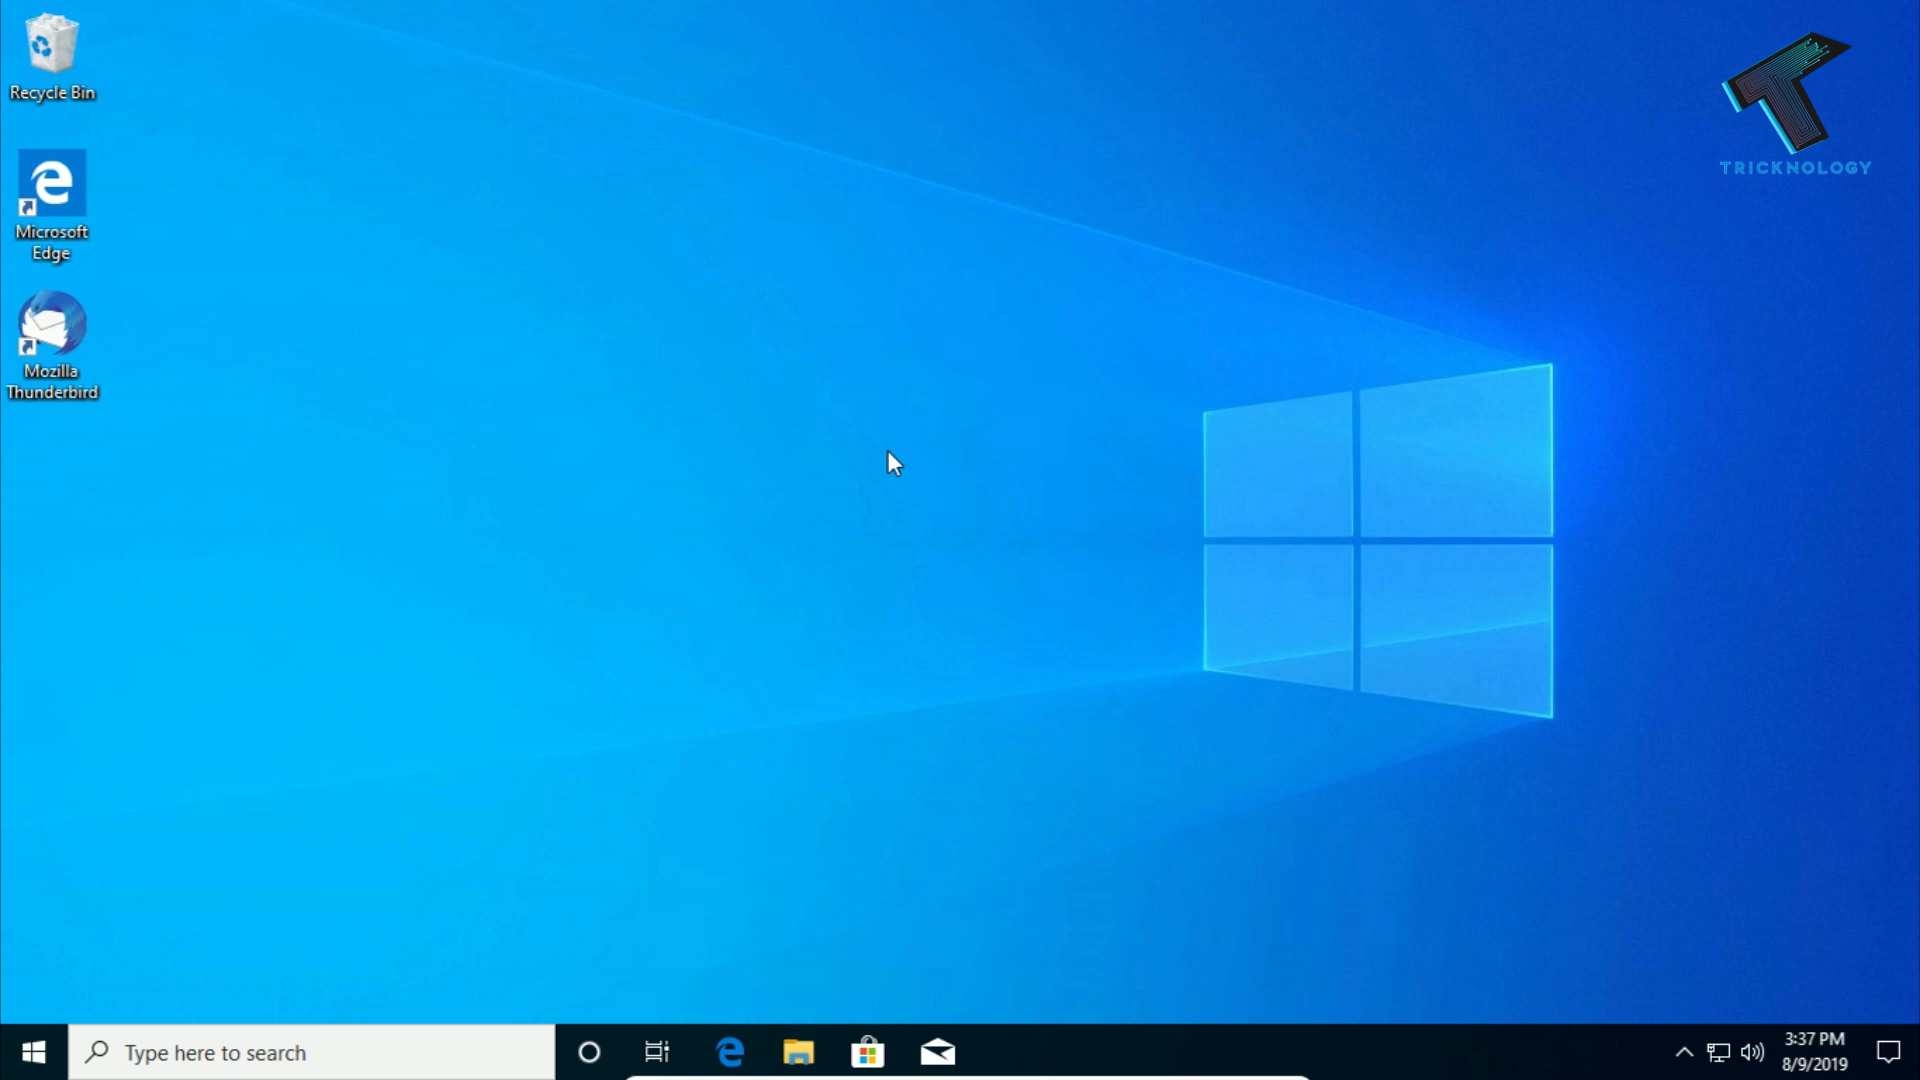 Recycle Bin
Microsoft
Edge
Mozilla
Thunderbird
TRICKNOLOGY
Type here to search
3:37 PM
8/9/2019